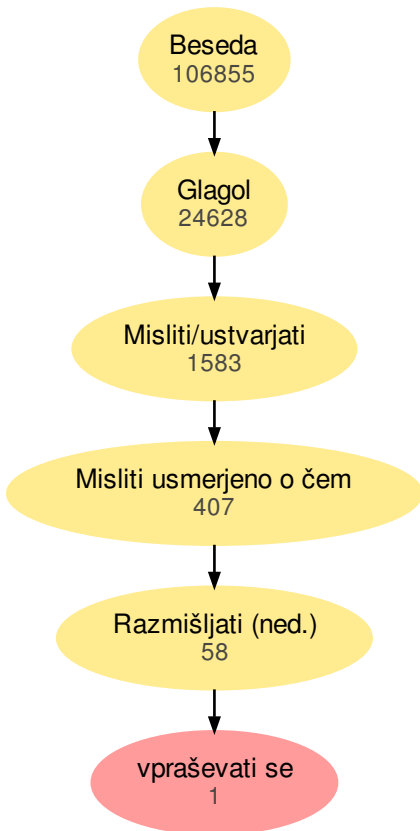 Beseda
106855
Glagol
24628
Misliti/ustvarjati
1583
Misliti usmerjeno o čem
407
Razmišljati (ned.)
58
vpraševati se
1